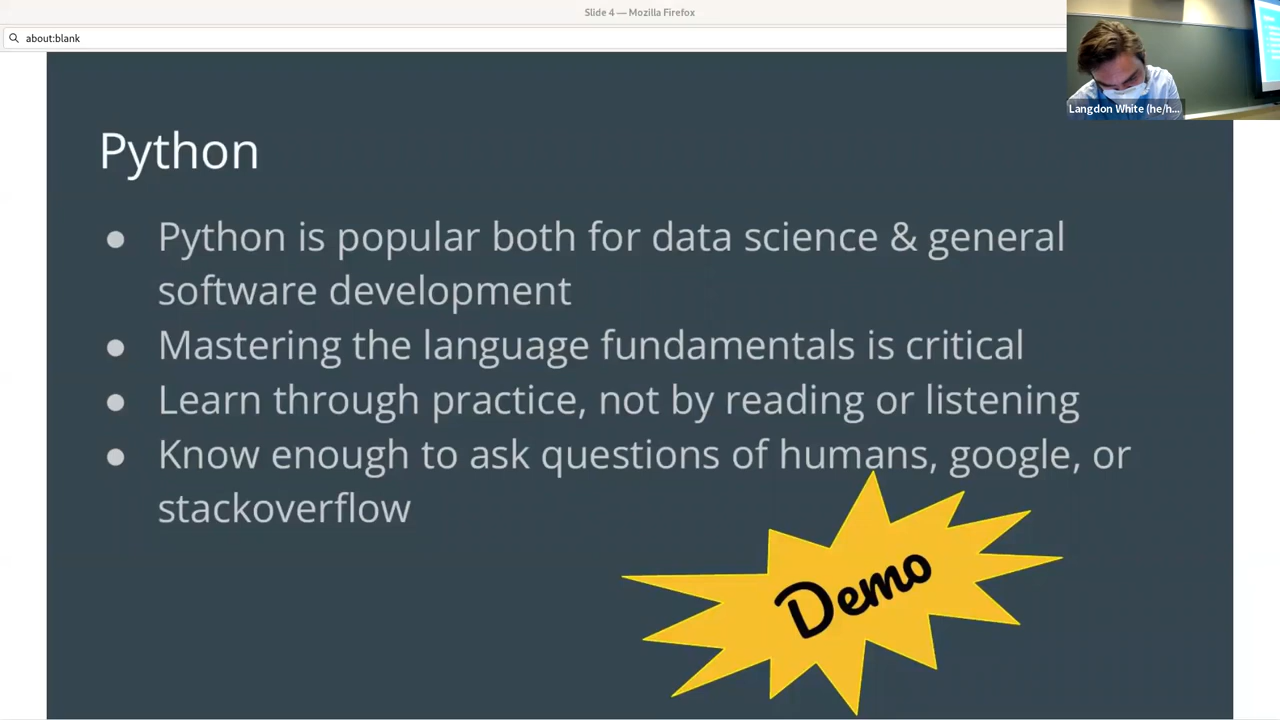 Slide 4 — Mozilla Firefox
about:blank
Langdon White (he/h...
Python
● Python is popular both for data science & general
software development
● Mastering the language fundamentals is critical
● Learn through practice, not by reading or listening
● Know enough to ask questions of humans, google, or
stackoverflow
Demo